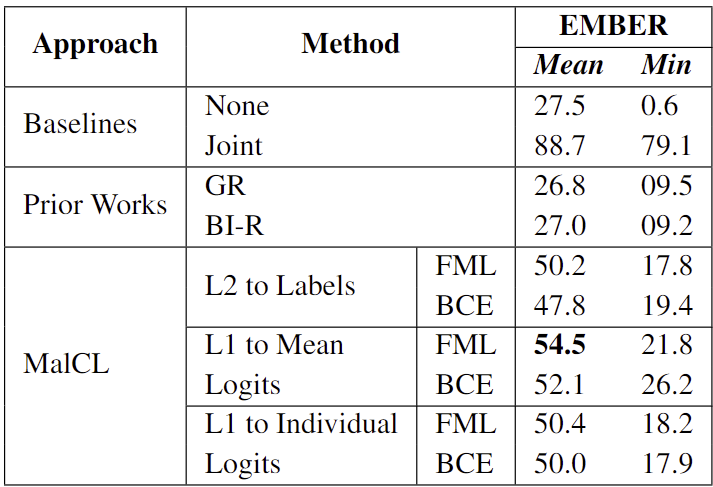 Approach Method EMBER
Mean Min
Baselines None 27.5 0.6
Joint 88.7 79.1
Prior Works GR 26.8 09.5
BI-R 27.0 09.2
MalCL L2 to Labels FML 50.2 17.8
BCE 47.8 19.4
L1 to Mean FML 54.5 21.8
Logits BCE 52.1 26.2
L1 to Individual FML 50.4 18.2
Logits BCE 50.0 17.9